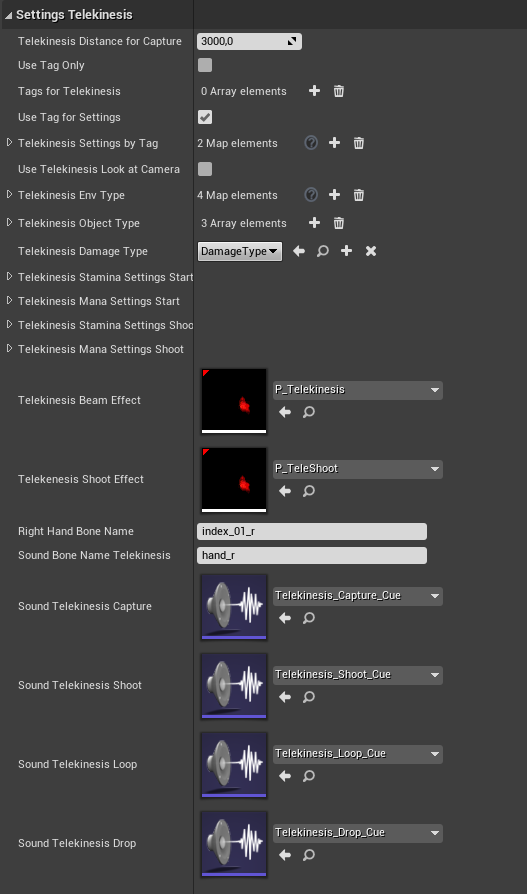 Settings Telekinesis
Telekinesis Distance for Capture 3000,0
Use Tag Only
Tags for Telekinesis 0 Array elements
Use Tag for Settings
Telekinesis Settings by Tag 2 Map elements
Use Telekinesis Look at Camera
Telekinesis Env Type 4 Map elements
Telekinesis Object Type 3 Array elements
Telekinesis Damage Type DamageType
Telekinesis Stamina Settings Start
Telekinesis Mana Settings Start
Telekinesis Stamina Settings Shoo
Telekinesis Mana Settings Shoot
Telekinesis Beam Effect P_Telekinesis
Telekenesis Shoot Effect P_TeleShoot
Right Hand Bone Name index_01_r
Sound Bone Name Telekinesis hand_r
Sound Telekinesis Capture Telekinesis_Capture_Cue
Sound Telekinesis Shoot Telekinesis_Shoot_Cue
Sound Telekinesis Loop Telekinesis_Loop_Cue
Sound Telekinesis Drop Telekinesis_Drop_Cue